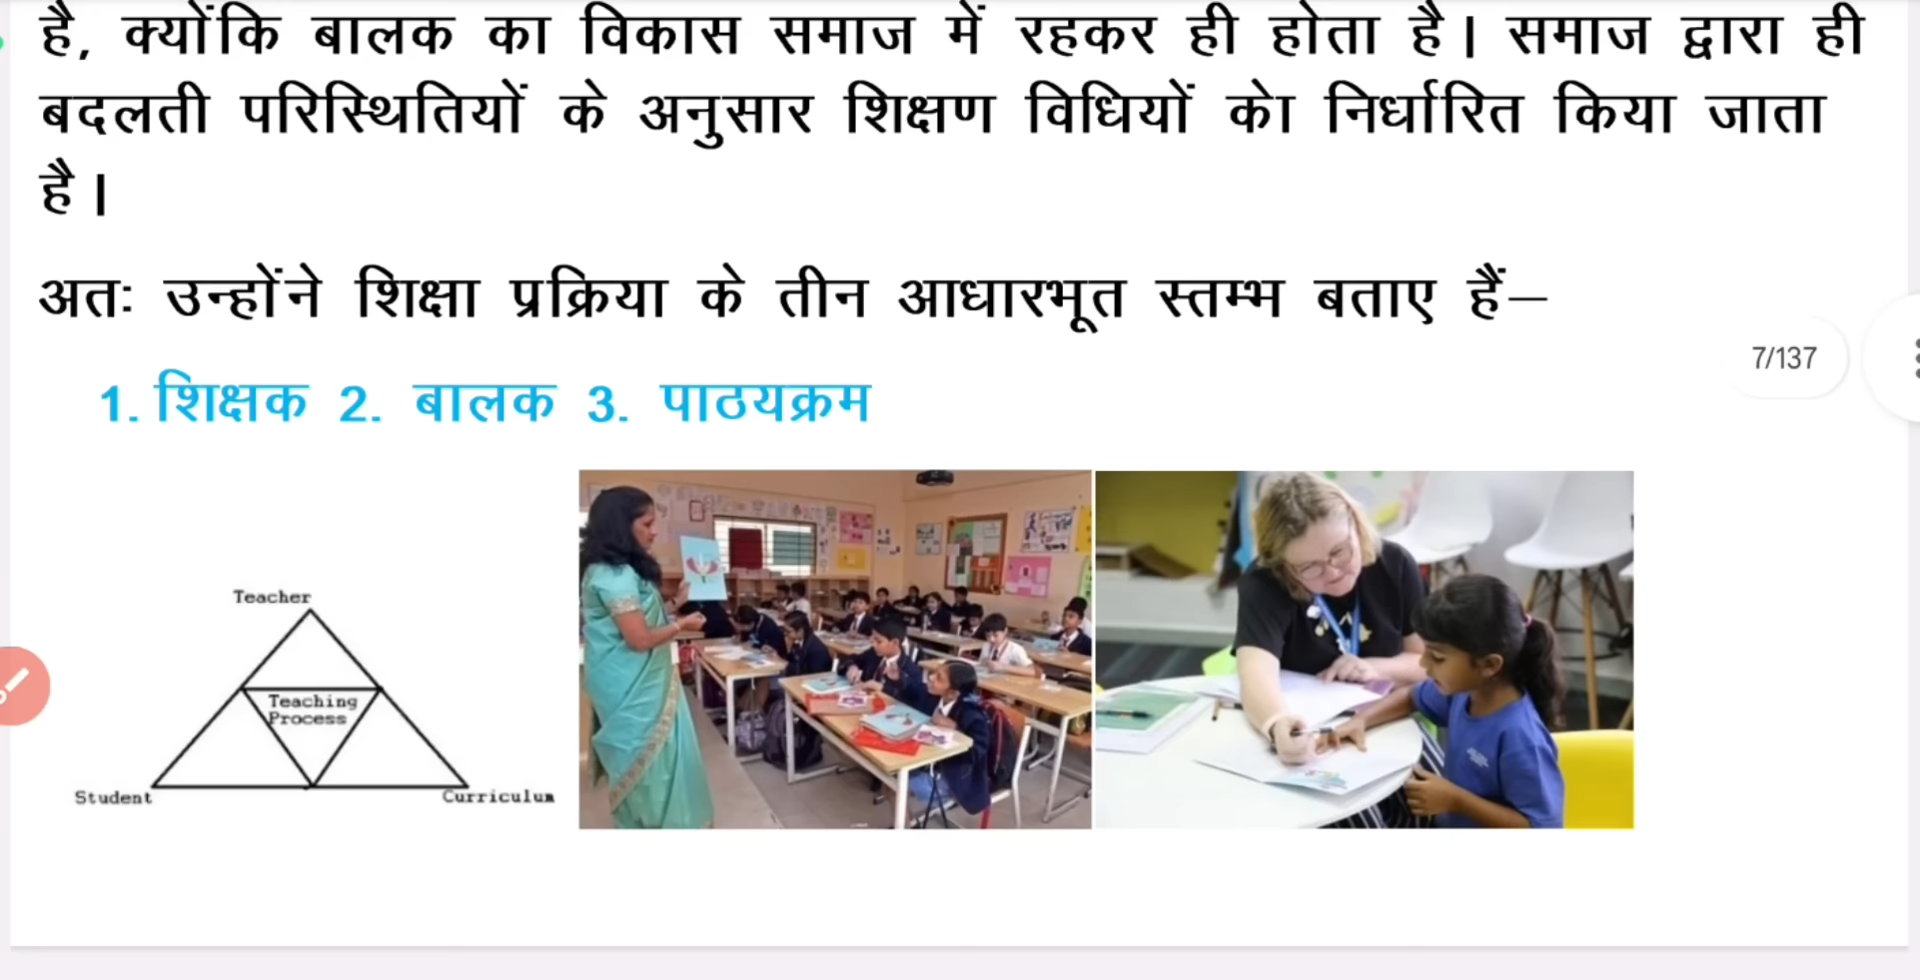 है, क्योंकि बालक का विकास समाज में रहकर ही होता है। समाज द्वारा ही
बदलती परिस्थितियों के अनुसार शिक्षण विधियों केा निर्धारित किया जाता
है।
अतः उन्होंने शिक्षा प्रक्रिया के तीन आधारभूत स्तम्भ बताए हैं–
7/137
1. शिक्षक 2. बालक 3. पाठयक्रम
Teacher
Teaching
Process
Student
Curriculum